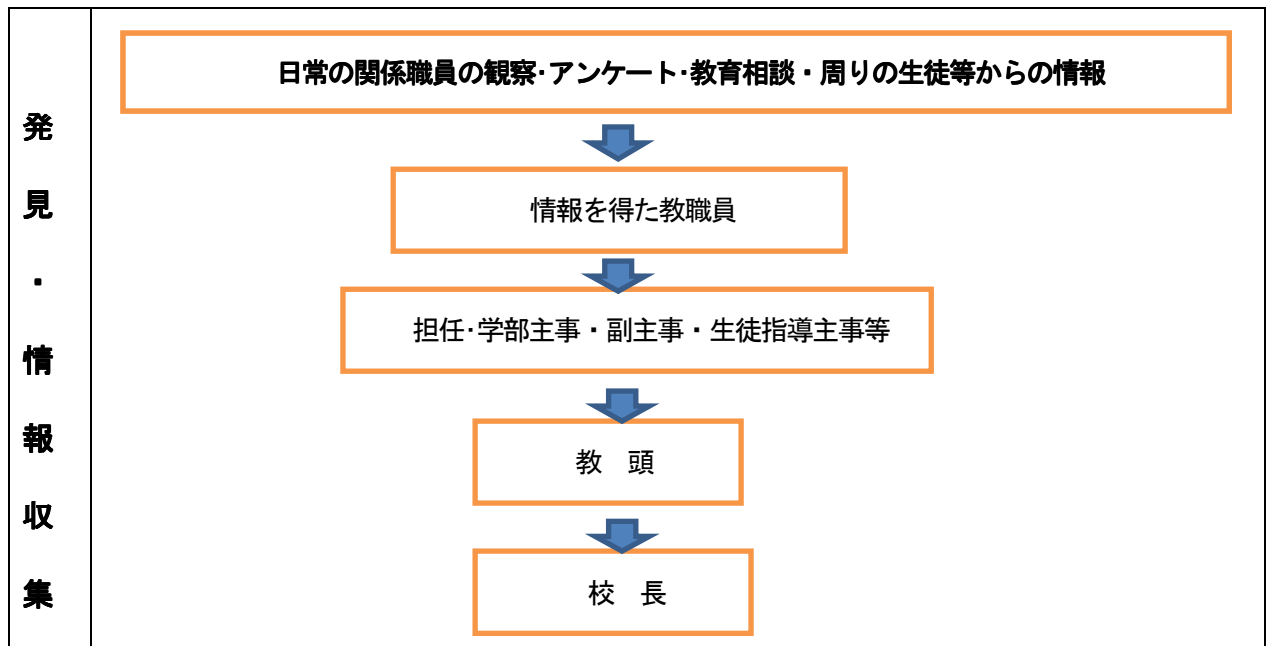 発見・情報収集
日常の関係職員の観察･アンケート･教育相談・周りの生徒等からの情報
情報を得た教職員
担任･学部主事・副主事・生徒指導主事等
教　頭
校　長